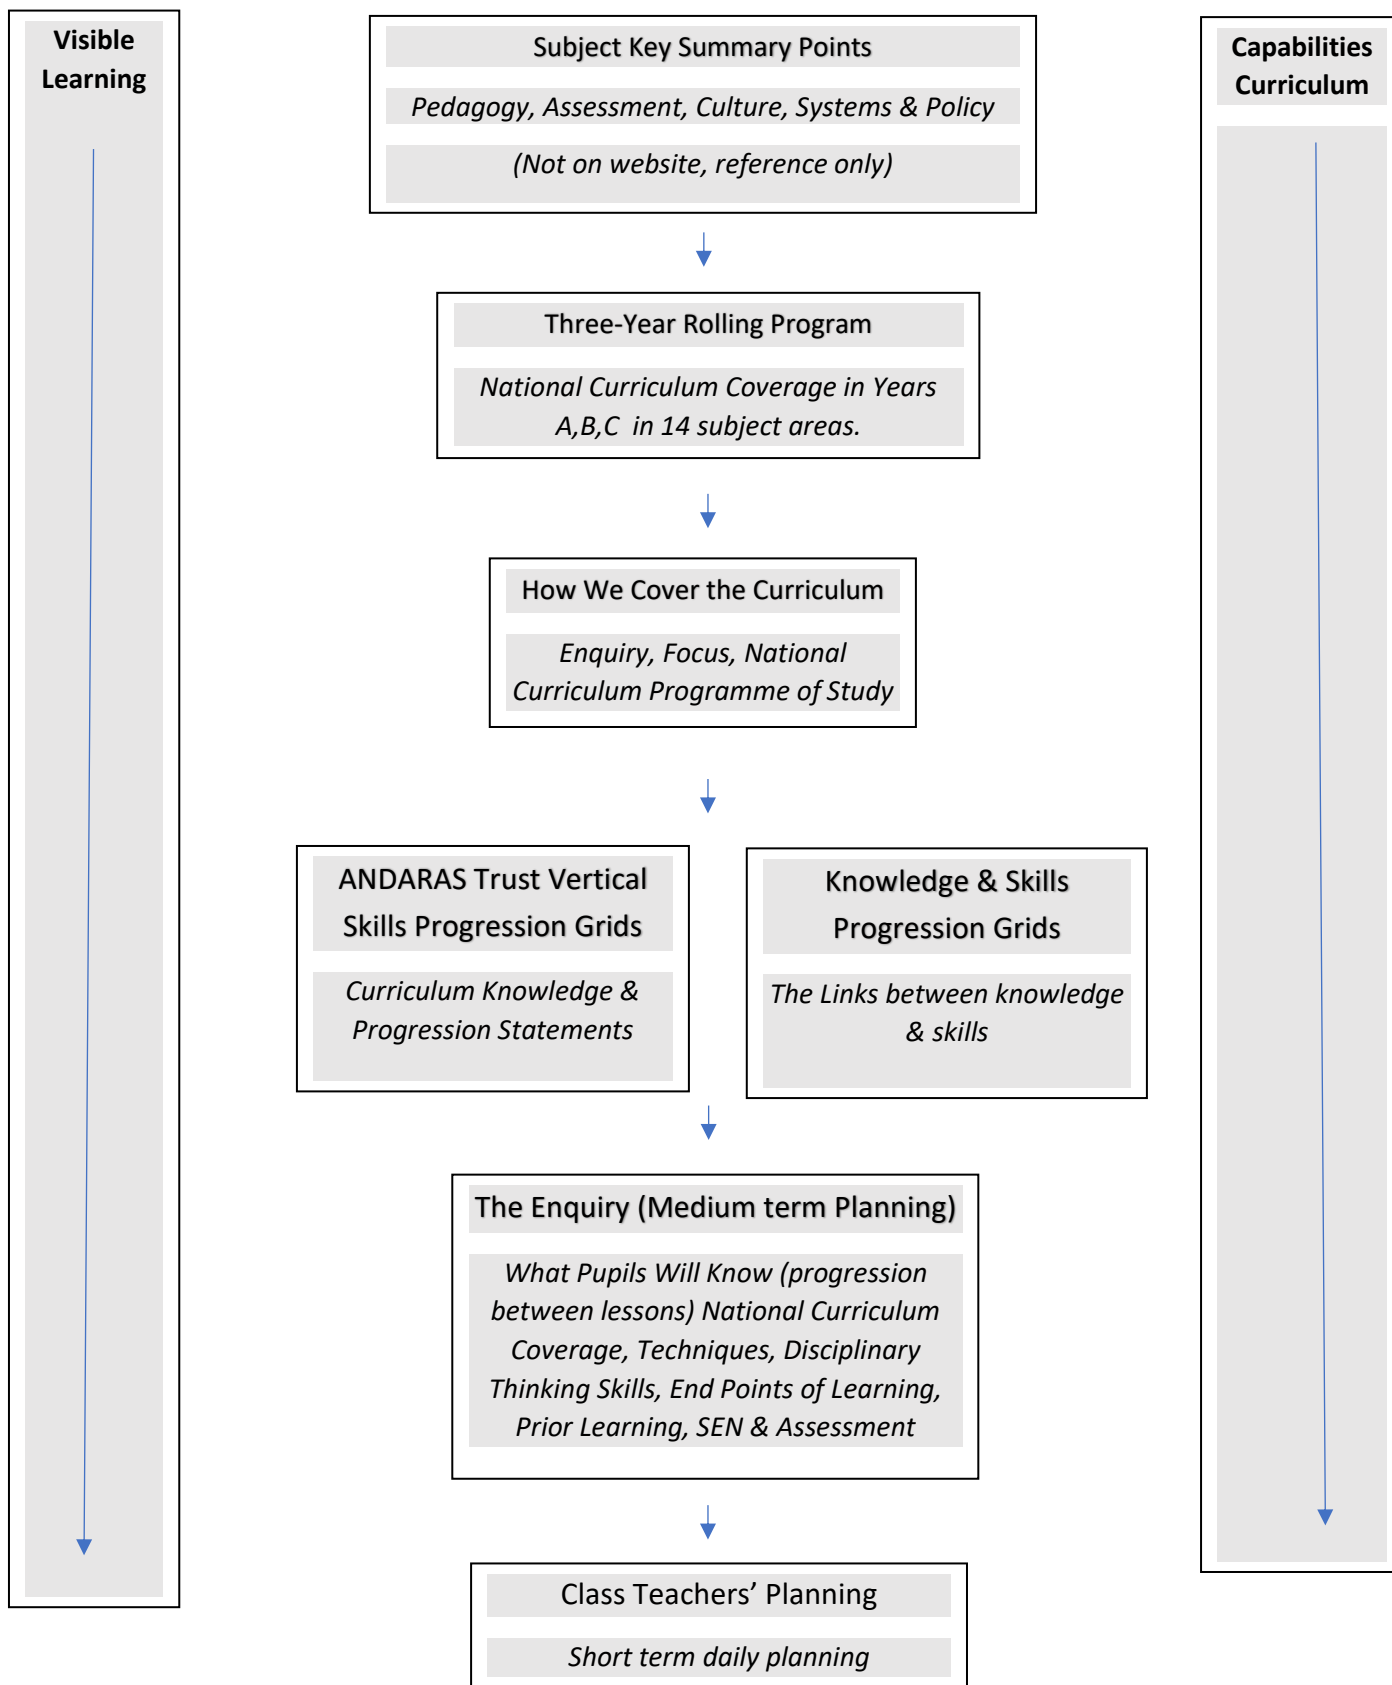 Visible
Learning
Subject Key Summary Points
Pedagogy, Assessment, Culture, Systems & Policy
(Not on website, reference only)
Capabilities
Curriculum
Three-Year Rolling Program
National Curriculum Coverage in Years
A,B,C in 14 subject areas.
How We Cover the Curriculum
Enquiry, Focus, National
Curriculum Programme of Study
ANDARAS Trust Vertical
Skills Progression Grids
Curriculum Knowledge &
Progression Statements
Knowledge & Skills
Progression Grids
The Links between knowledge
& skills
The Enquiry (Medium term Planning)
What Pupils Will Know (progression
between lessons) National Curriculum
Coverage, Techniques, Disciplinary
Thinking Skills, End Points of Learning,
Prior Learning, SEN & Assessment
Class Teachers’ Planning
Short term daily planning